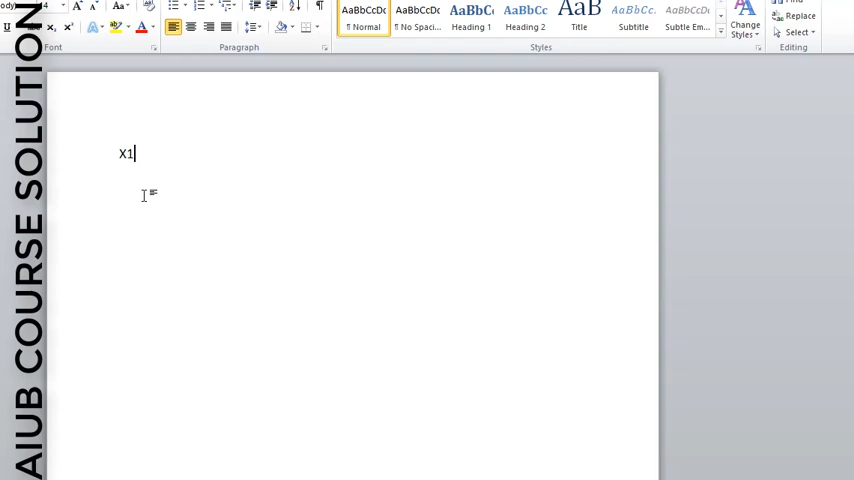 AaBbCcDc AaBbCcDc AaBbCc AaBbCc AaB AaBbCc. AaBbCcDc
Normal No Spaci... Heading 1 Heading 2 Title Subtitle Subtle Em...
Change Styles
Replace
Select
Font Paragraph Styles Editing
X1
AIUB COURSE SOLUTION